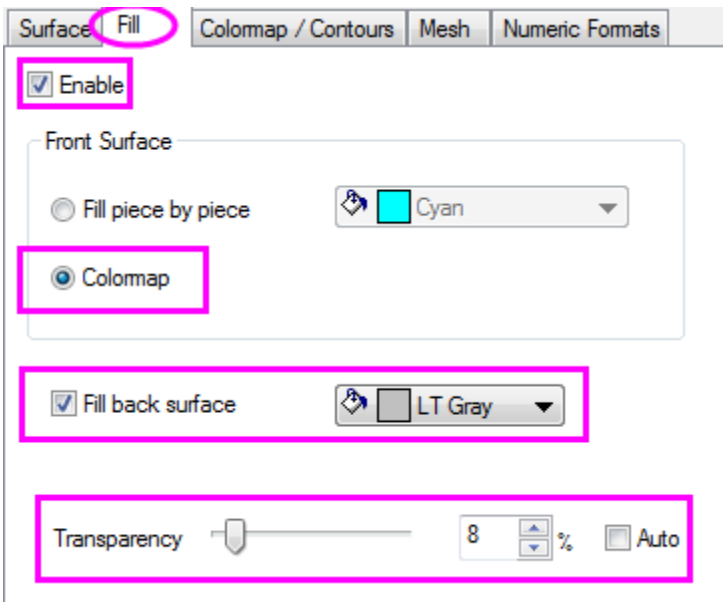 Surface Fill Colormap / Contours Mesh Numeric Formats
Enable
Front Surface
Fill piece by piece Cyan
Colormap
Fill back surface LT Gray
Transparency 8 % Auto